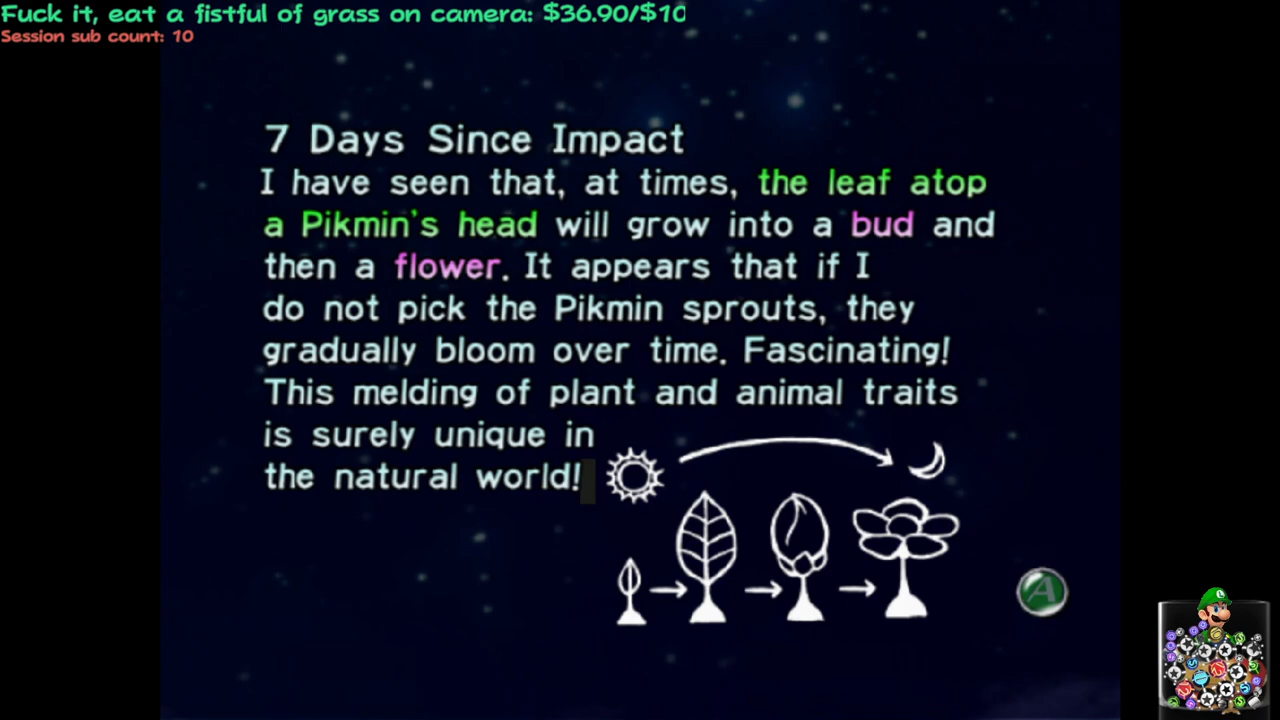 Fuck it, eat a fistful of grass on camera: $36.90/$10
Session sub count: 10
7 Days Since Impact
I have seen that, at times, the leaf atop
a Pikmin's head will grow into a bud and
then a flower. It appears that if I
do not pick the Pikmin sprouts, they
gradually bloom over time. Fascinating!
This melding of plant and animal traits
is surely unique in
the natural world!
A